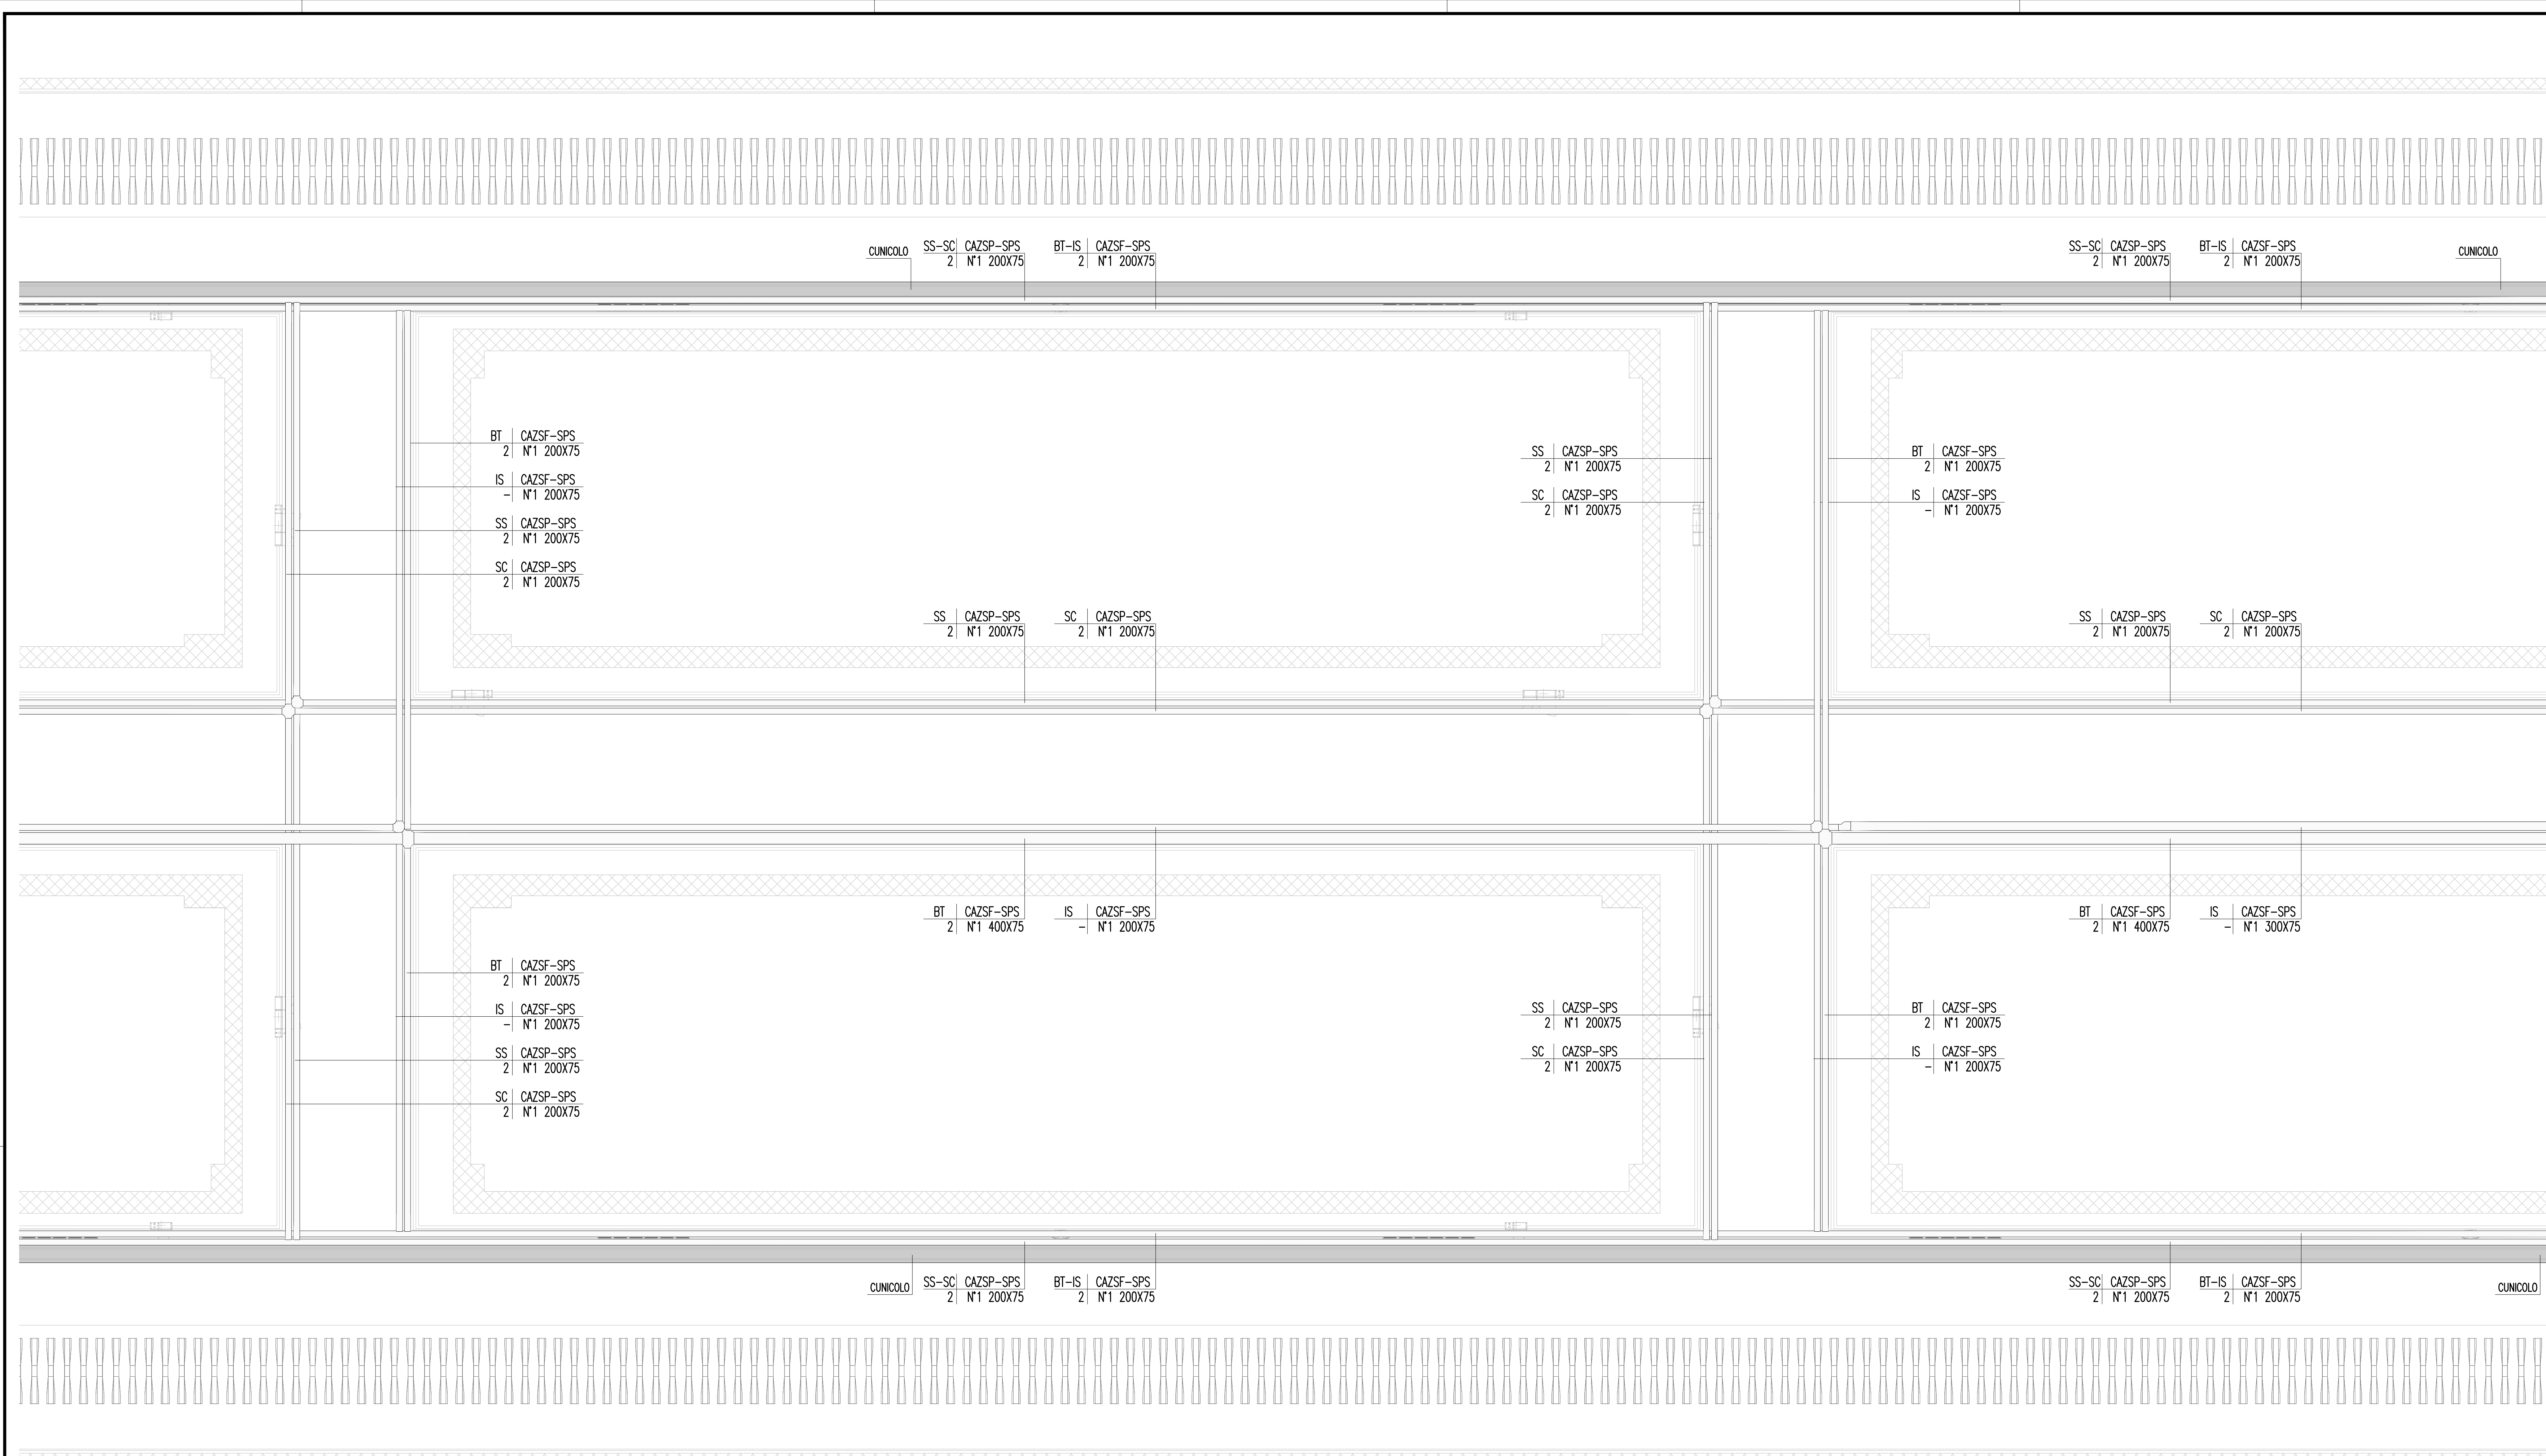 CUNICOLO
SS-SC CAZSP-SPS
2 N°1 200X75
BT-IS CAZSF-SPS
2 N°1 200X75
SS-SC CAZSP-SPS
2 N°1 200X75
BT-IS CAZSF-SPS
2 N°1 200X75
CUNICOLO
BT CAZSF-SPS
2 N°1 200X75
IS CAZSF-SPS
- N°1 200X75
SS CAZSP-SPS
2 N°1 200X75
SC CAZSP-SPS
2 N°1 200X75
SS CAZSP-SPS
2 N°1 200X75
SC CAZSP-SPS
2 N°1 200X75
BT CAZSF-SPS
2 N°1 200X75
IS CAZSF-SPS
- N°1 200X75
SS CAZSP-SPS
2 N°1 200X75
SC CAZSP-SPS
2 N°1 200X75
SS CAZSP-SPS
2 N°1 200X75
SC CAZSP-SPS
2 N°1 200X75
BT CAZSF-SPS
2 N°1 400X75
IS CAZSF-SPS
- N°1 200X75
BT CAZSF-SPS
2 N°1 400X75
IS CAZSF-SPS
- N°1 300X75
BT CAZSF-SPS
2 N°1 200X75
IS CAZSF-SPS
- N°1 200X75
SS CAZSP-SPS
2 N°1 200X75
SC CAZSP-SPS
2 N°1 200X75
SS CAZSP-SPS
2 N°1 200X75
SC CAZSP-SPS
2 N°1 200X75
BT CAZSF-SPS
2 N°1 200X75
IS CAZSF-SPS
- N°1 200X75
CUNICOLO
SS-SC CAZSP-SPS
2 N°1 200X75
BT-IS CAZSF-SPS
2 N°1 200X75
SS-SC CAZSP-SPS
2 N°1 200X75
BT-IS CAZSF-SPS
2 N°1 200X75
CUNICOLO